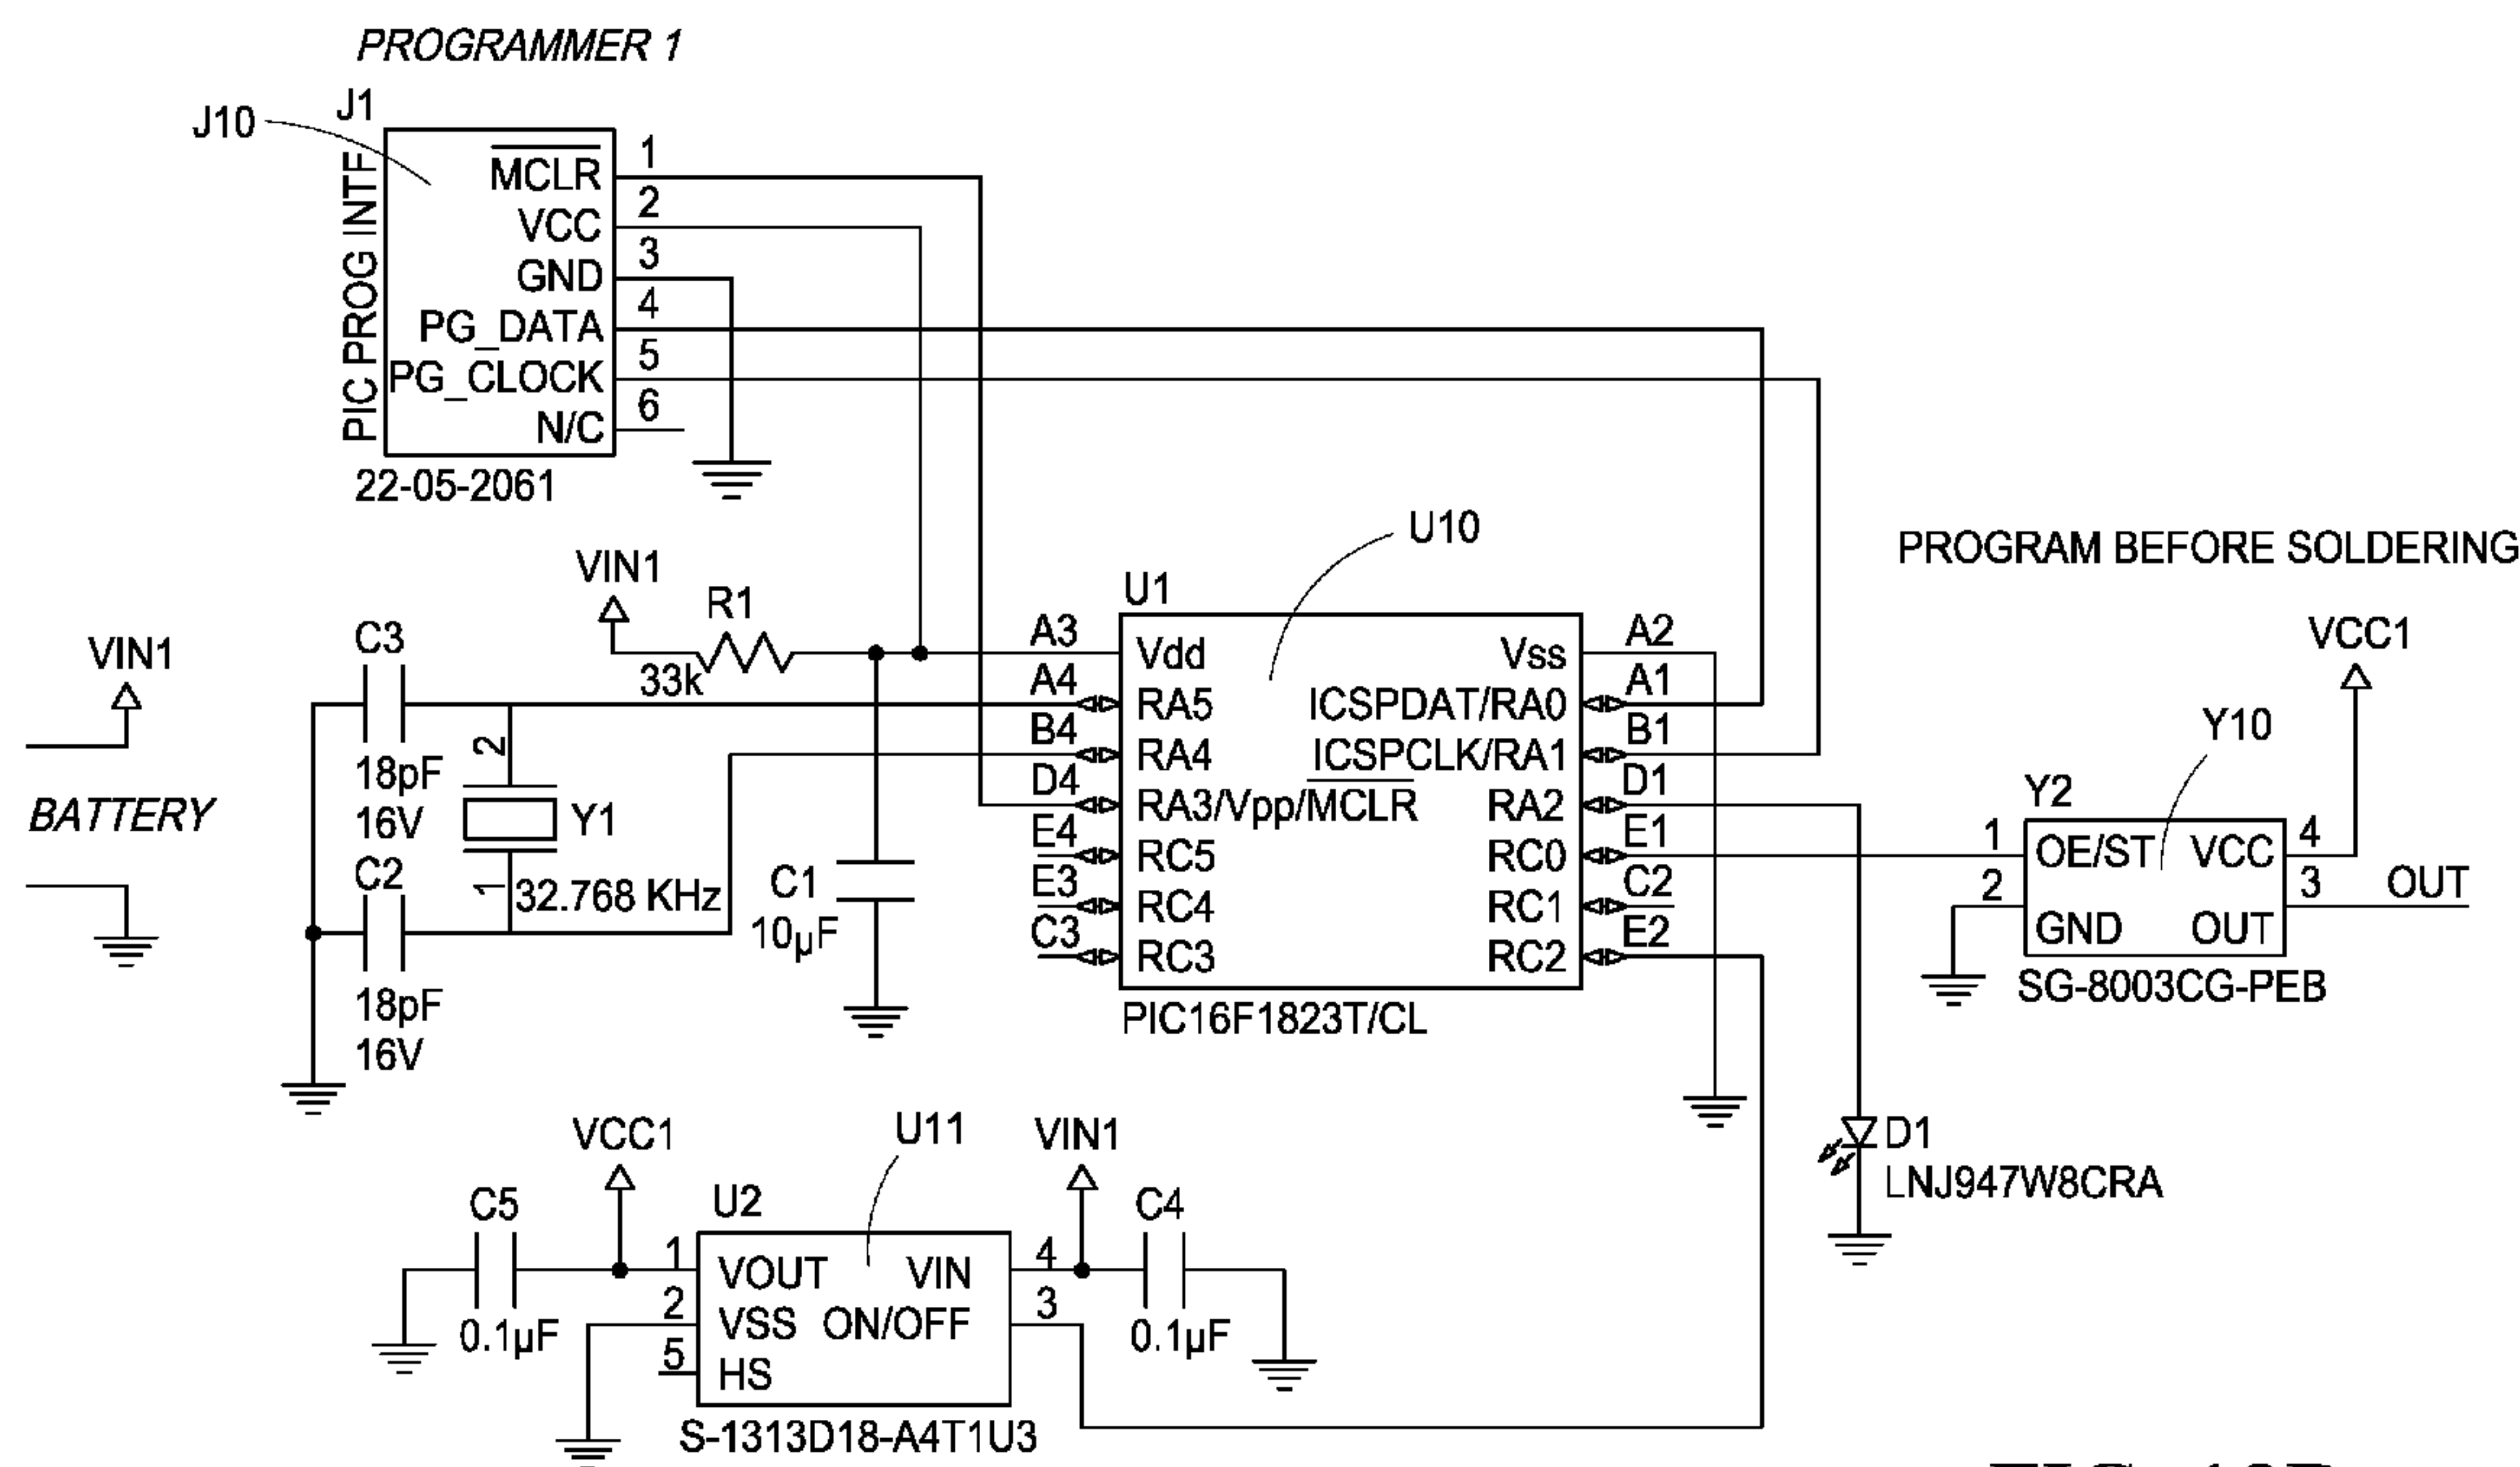 PROGRAMMER 1
J1
J10
PIC PROG INTF
MCLR 1
VCC 2
GND 3
PG_DATA 4
PG_CLOCK 5
N/C 6
22-05-2061
U10
PROGRAM BEFORE SOLDERING
VIN1
BATTERY
VIN1
R1
33k
C3
18pF
16V
C2
18pF
16V
2
1
Y1
32.768 KHz
C1
10µF
U1
A3 Vdd Vss A2
A4 RA5 ICSPDAT/RA0 A1
B4 RA4 ICSPCLK/RA1 B1
D4 RA3/Vpp/MCLR RA2 D1
E4 RC5 RC0 E1
E3 RC4 RC1 C2
C3 RC3 RC2 E2
PIC16F1823T/CL
VCC1
Y10
Y2
1 OE/ST VCC 4
2 GND OUT 3
OUT
SG-8003CG-PEB
D1
LNJ947W8CRA
VCC1
U11
VIN1
C5
0.1µF
U2
1 VOUT VIN 4
2 VSS ON/OFF 3
5 HS
S-1313D18-A4T1U3
C4
0.1µF